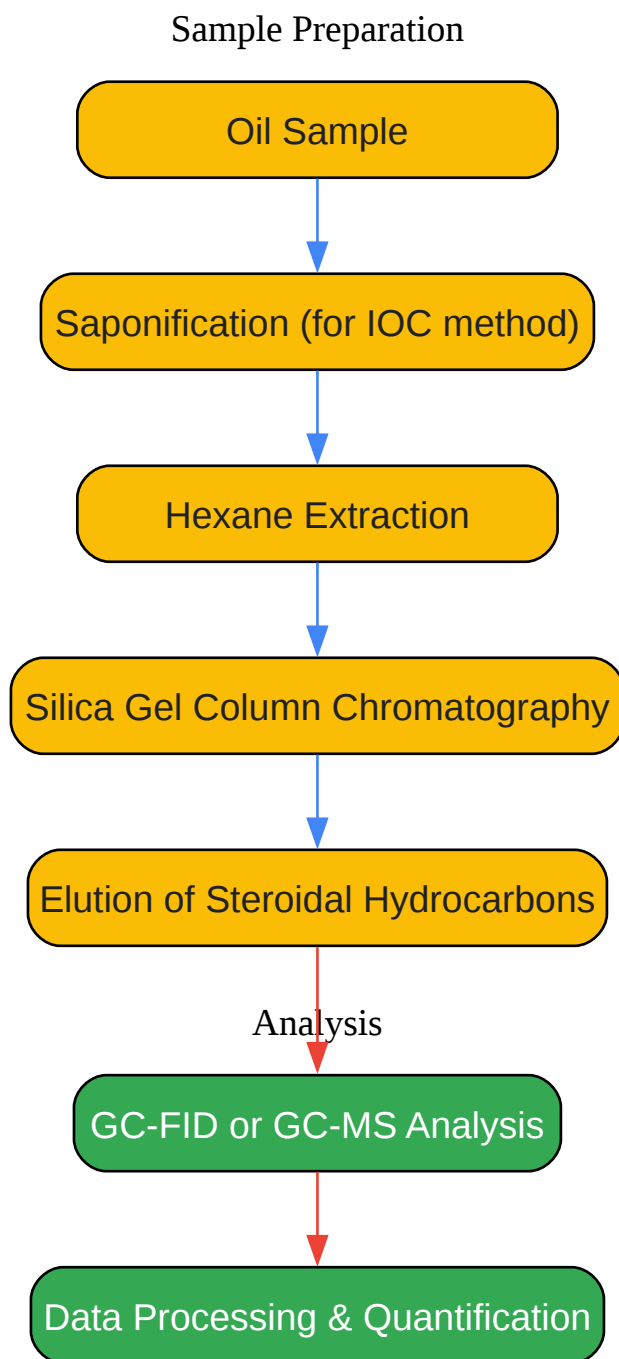 Sample Preparation
Oil Sample
Saponification (for IOC method)
Hexane Extraction
Silica Gel Column Chromatography
Elution of Steroidal Hydrocarbons
Analysis
GC-FID or GC-MS Analysis
Data Processing & Quantification